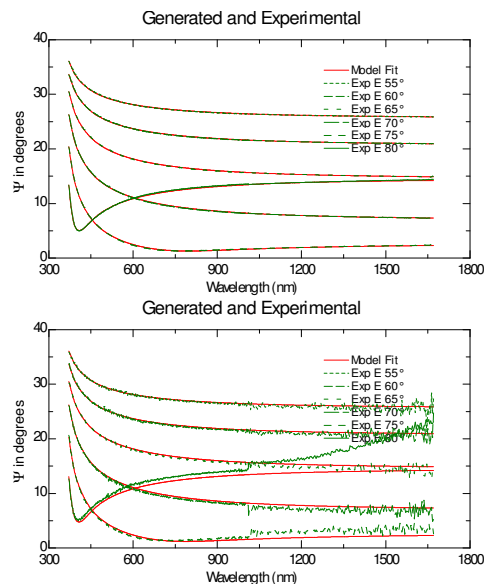 Generated and Experimental
40
30
20
10
0
Ψ in degrees
Model Fit
Exp E 55°
Exp E 60°
Exp E 65°
Exp E 70°
Exp E 75°
Exp E 80°
300 600 900 1200 1500 1800
Wavelength (nm)
Generated and Experimental
40
30
20
10
0
Ψ in degrees
Model Fit
Exp E 55°
Exp E 60°
Exp E 65°
Exp E 70°
Exp E 75°
Exp E 80°
300 600 900 1200 1500 1800
Wavelength (nm)